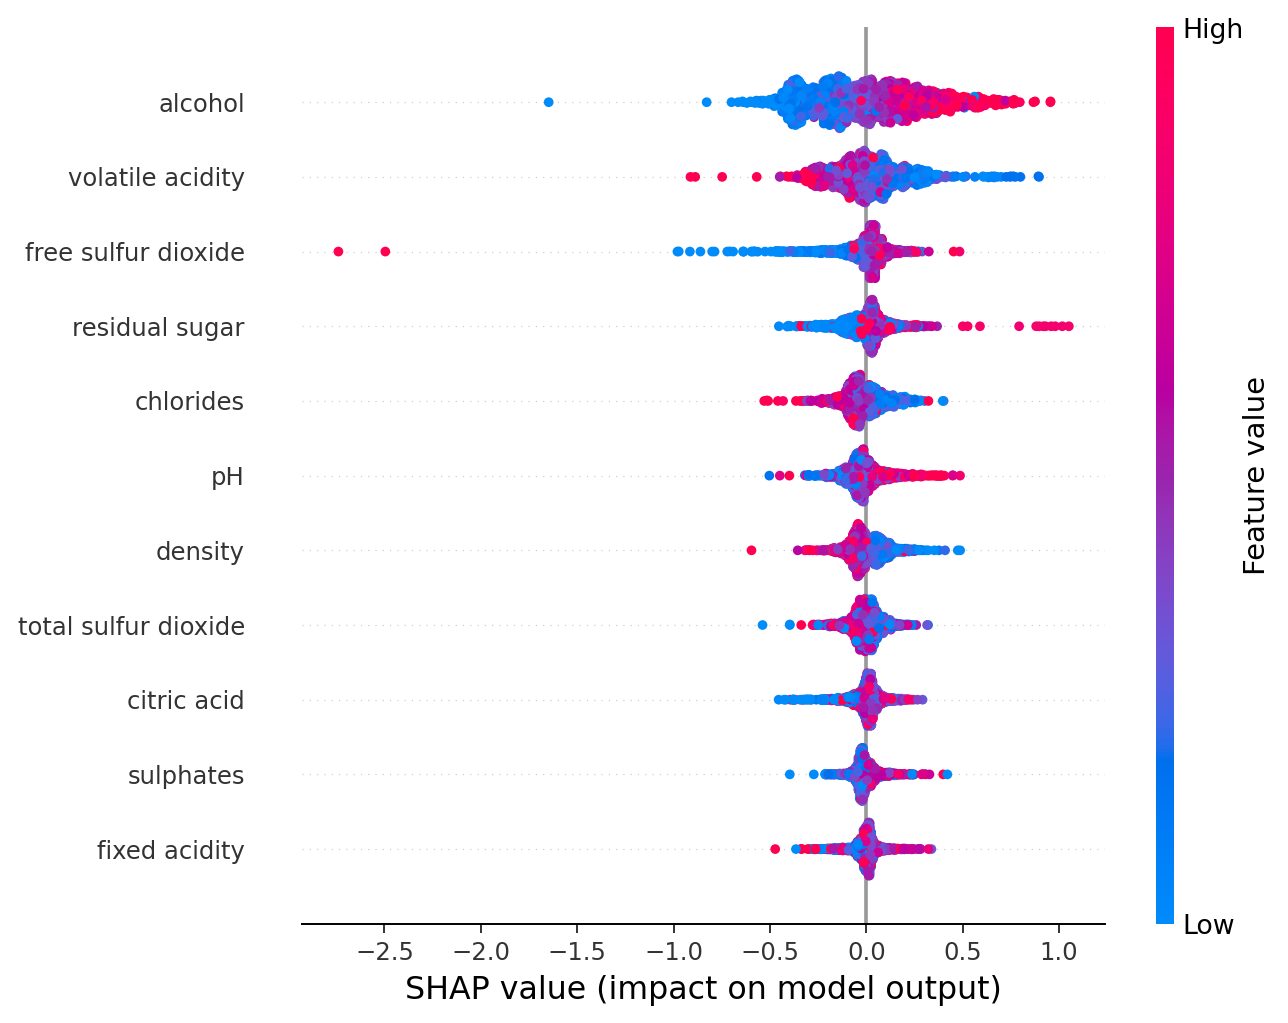 High
alcohol
volatile acidity
free sulfur dioxide
residual sugar
chlorides
pH
density
total sulfur dioxide
citric acid
sulphates
fixed acidity
Feature value
Low
−2.5 −2.0 −1.5 −1.0 −0.5 0.0 0.5 1.0
SHAP value (impact on model output)